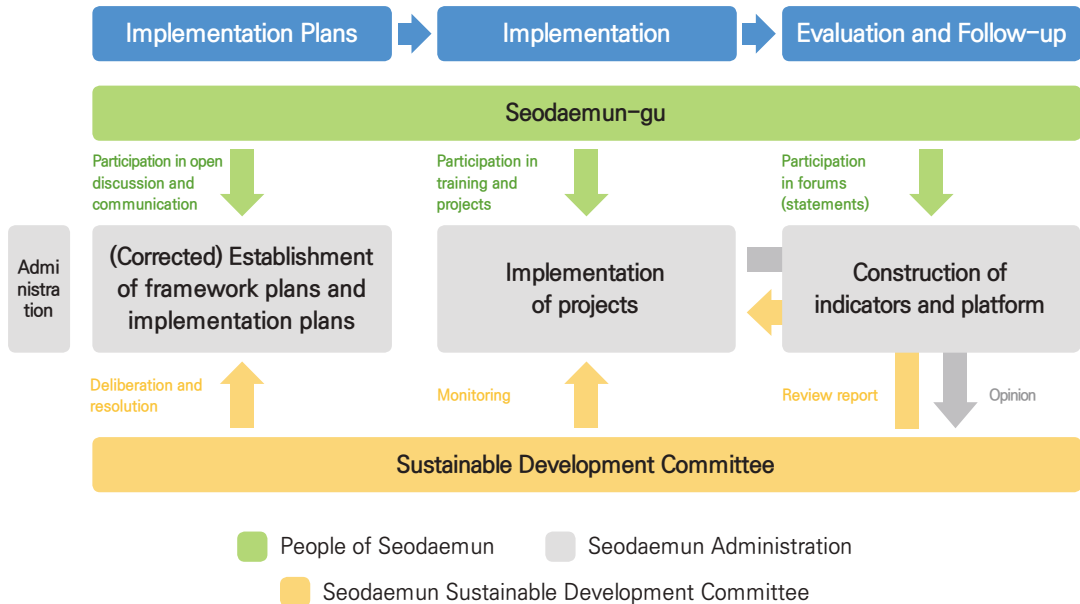 Implementation Plans
Implementation
Evaluation and Follow-up
Seodaemun-gu
Participation in open
discussion and
communication
Participation in
training and
projects
Participation
in forums
(statements)
Admi
nistra
tion
(Corrected) Establishment
of framework plans and
implementation plans
Implementation
of projects
Construction of
indicators and platform
Deliberation and
resolution
Monitoring
Review report
Opinion
Sustainable Development Committee
People of Seodaemun
Seodaemun Administration
Seodaemun Sustainable Development Committee